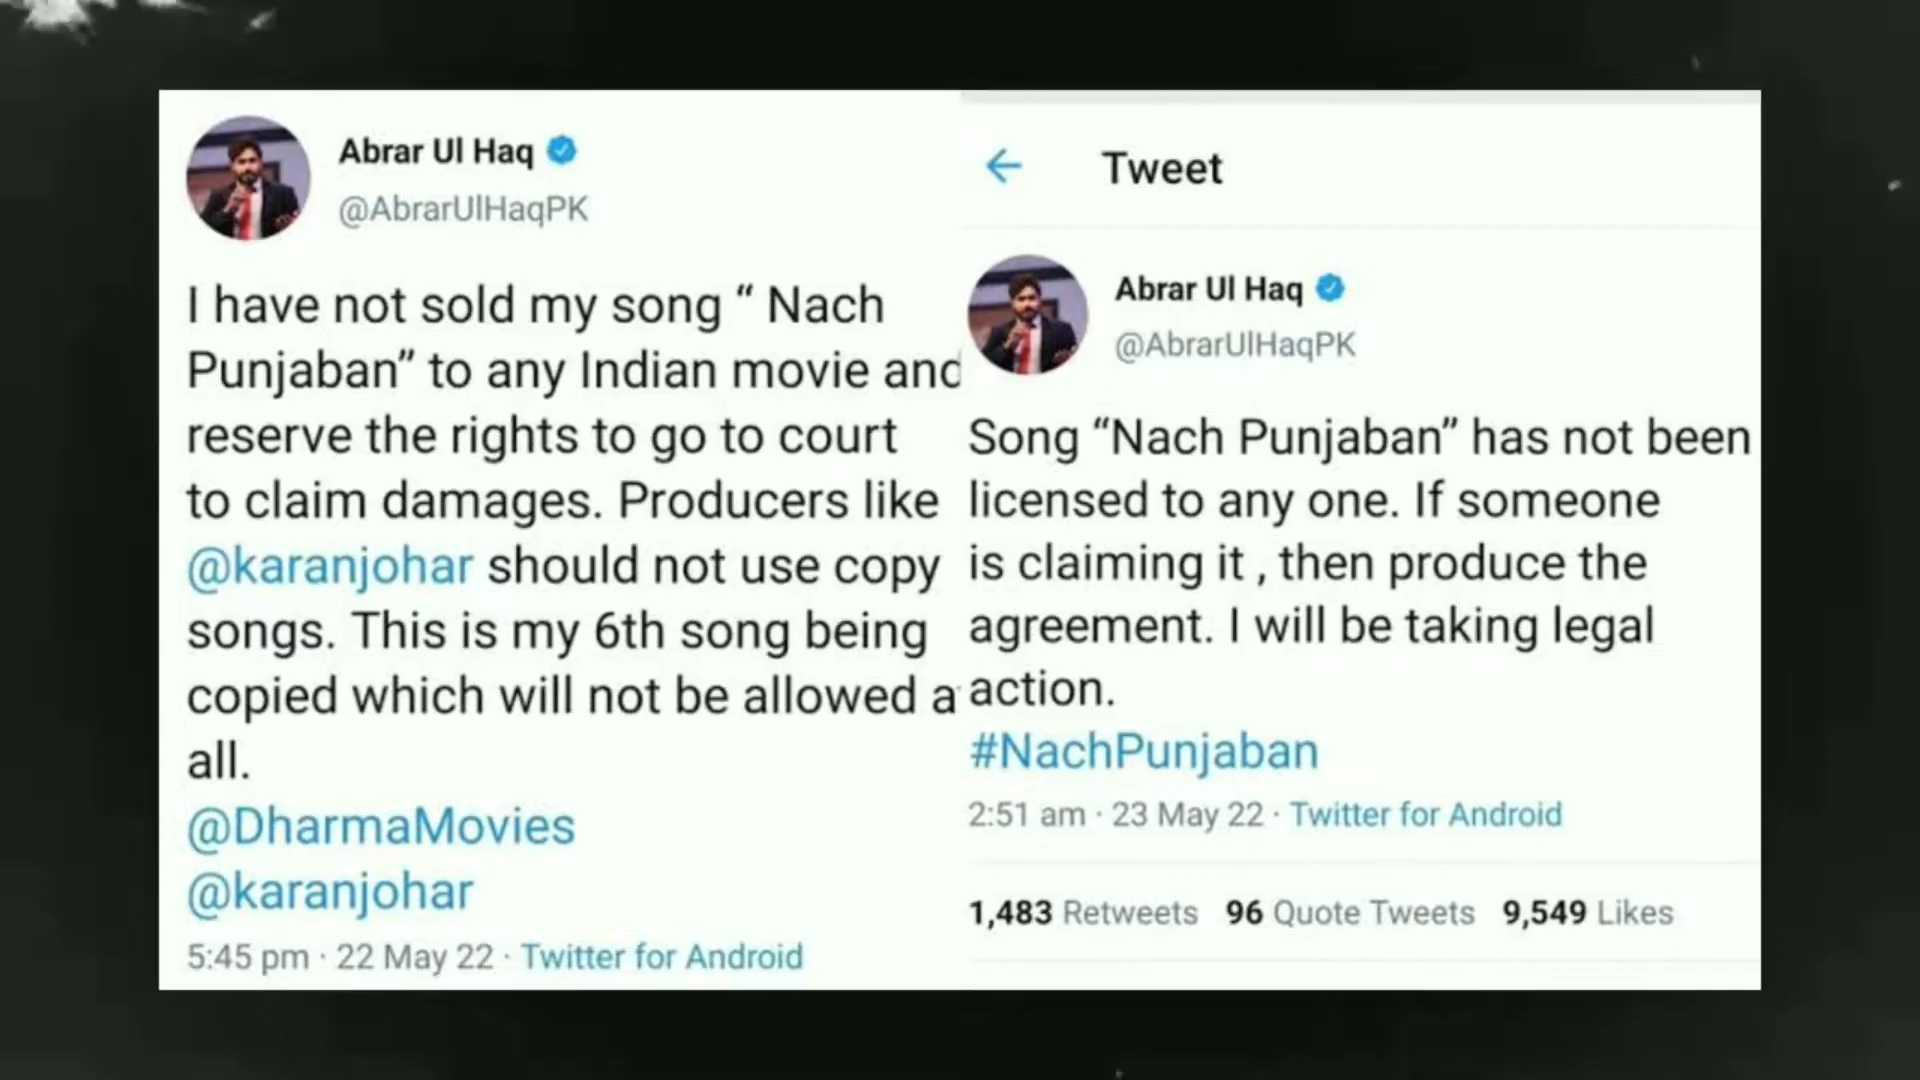 Abrar Ul Haq
@AbrarUlHaqPK
I have not sold my song “ Nach
Punjaban” to any Indian movie and
reserve the rights to go to court
to claim damages. Producers like
@karanjohar should not use copy
songs. This is my 6th song being
copied which will not be allowed a
all.
@DharmaMovies
@karanjohar
5:45 pm · 22 May 22 · Twitter for Android
Tweet
Abrar Ul Haq
@AbrarUlHaqPK
Song “Nach Punjaban” has not been
licensed to any one. If someone
is claiming it , then produce the
agreement. I will be taking legal
action.
#NachPunjaban
2:51 am · 23 May 22 · Twitter for Android
1,483 Retweets 96 Quote Tweets 9,549 Likes